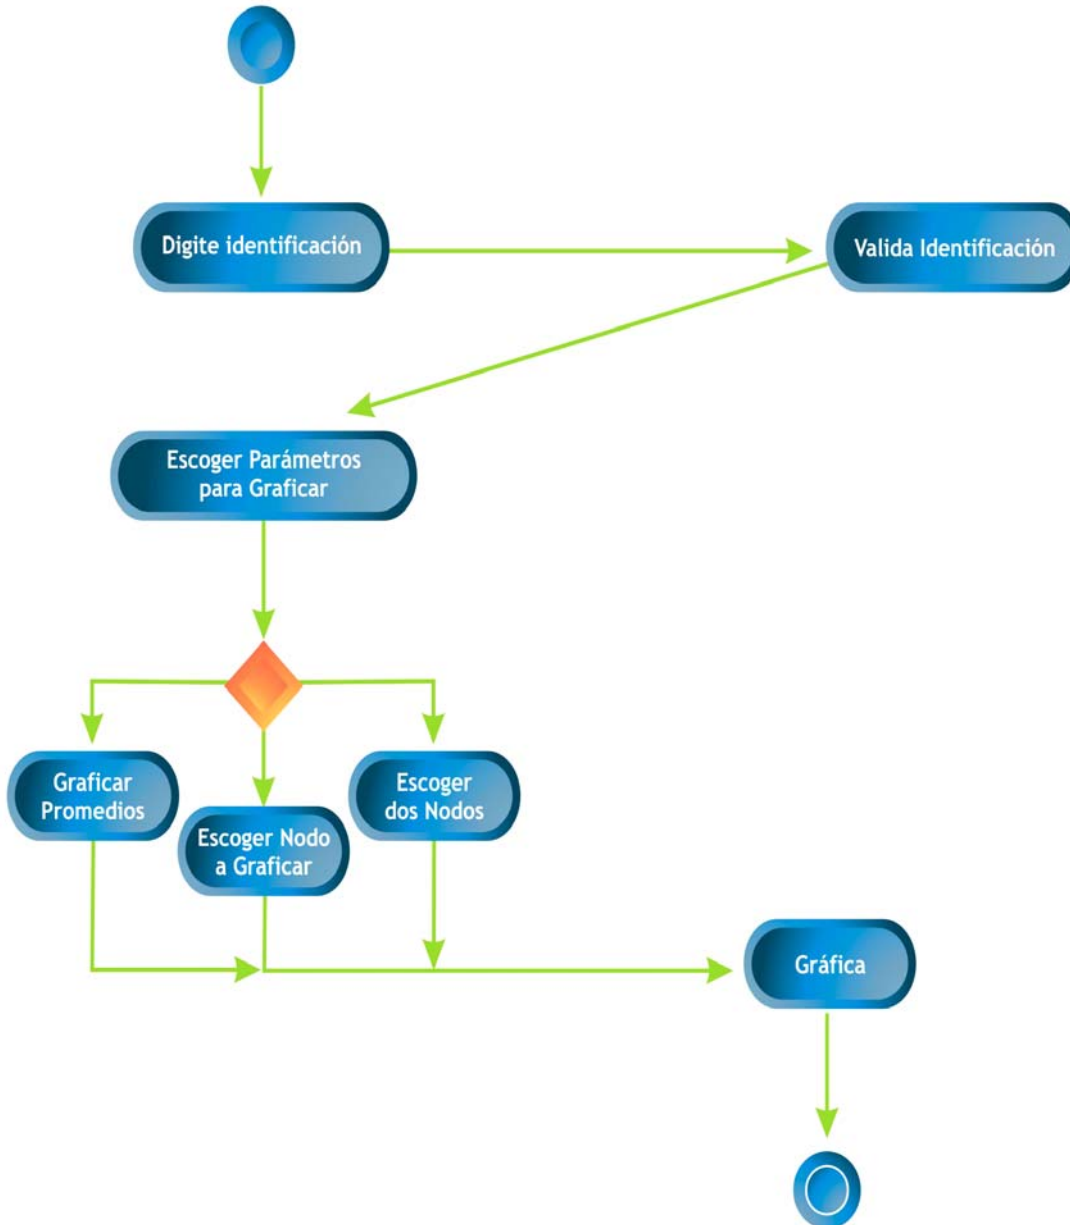 Digite identificación
Valida Identificación
Escoger Parámetros
para Graficar
Graficar
Promedios
Escoger Nodo
a Graficar
Escoger
dos Nodos
Gráfica